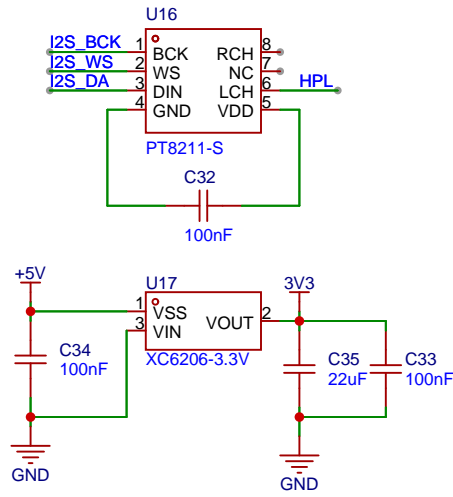 U16
I2S_BCK 1 BCK RCH 8
I2S_WS 2 WS NC 7
I2S_DA 3 DIN LCH 6 HPL
4 GND VDD 5
PT8211-S
C32
100nF
+5V U17 3V3
1 VSS
3 VIN VOUT 2
XC6206-3.3V
C34
100nF
C35
22uF
C33
100nF
GND GND